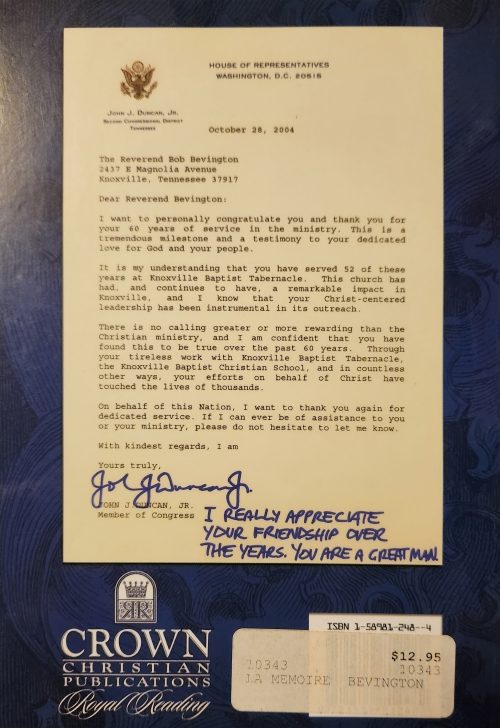 HOUSE OF REPRESENTATIVES
WASHINGTON, D.C. 20515
JOHN J. DUNCAN, JR.
SECOND CONGRESSIONAL DISTRICT
TENNESSEE
October 28, 2004
The Reverend Bob Bevington
2437 E Magnolia Avenue
Knoxville, Tennessee 37917
Dear Reverend Bevington:
I want to personally congratulate you and thank you for
your 60 years of service in the ministry. This is a
tremendous milestone and a testimony to your dedicated
love for God and your people.
It is my understanding that you have served 52 of these
years at Knoxville Baptist Tabernacle. This church has
had, and continues to have, a remarkable impact in
Knoxville, and I know that your Christ-centered
leadership has been instrumental in its outreach.
There is no calling greater or more rewarding than the
Christian ministry, and I am confident that you have
found this to be true over the past 60 years. Through
your tireless work with Knoxville Baptist Tabernacle,
the Knoxville Baptist Christian School, and in countless
other ways, your efforts on behalf of Christ have
touched the lives of thousands.
On behalf of this Nation, I want to thank you again for
dedicated service. If I can ever be of assistance to you
or your ministry, please do not hesitate to let me know.
With kindest regards, I am
Yours truly,
John J. Duncan Jr.
JOHN J. DUNCAN, JR.
Member of Congress
I REALLY APPRECIATE
YOUR FRIENDSHIP OVER
THE YEARS. YOU ARE A GREAT MAN.
CROWN
CHRISTIAN
PUBLICATIONS
Royal Reading
ISBN 1-58981-248--4
$12.95
10343 10343
LA MEMOIRE BEVINGTON